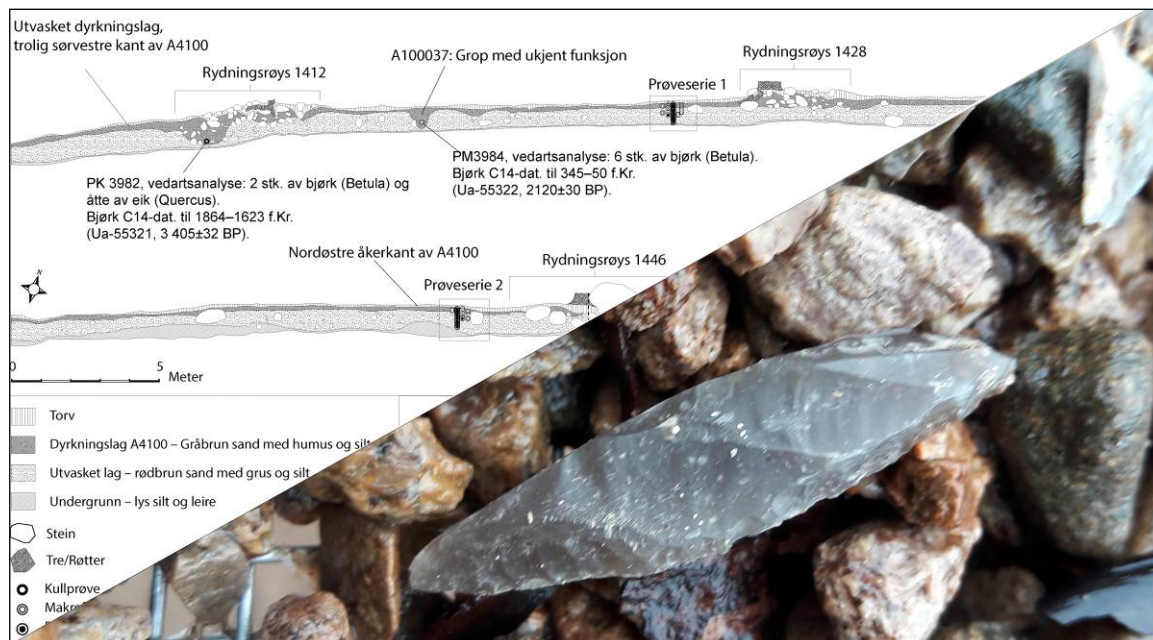 Utvasket dyrkningslag,
trolig sørvestre kant av A4100
Rydningsrøys 1412
A100037: Grop med ukjent funksjon
Prøveserie 1
Rydningsrøys 1428
PK 3982, vedartsanalyse: 2 stk. av bjørk (Betula) og
åtte av eik (Quercus).
Bjørk C14-dat. til 1864–1623 f.Kr.
(Ua-55321, 3 405±32 BP).
PM3984, vedartsanalyse: 6 stk. av bjørk (Betula).
Bjørk C14-dat. til 345–50 f.Kr.
(Ua-55322, 2120±30 BP).
Nordøstre åkerkant av A4100
Prøveserie 2
Rydningsrøys 1446
N
0 5
Meter
Torv
Dyrkningslag A4100 – Gråbrun sand med humus og silt
Utvasket lag – rødbrun sand med grus og silt
Undergrunn – lys silt og leire
Stein
Tre/Røtter
Kullprøve